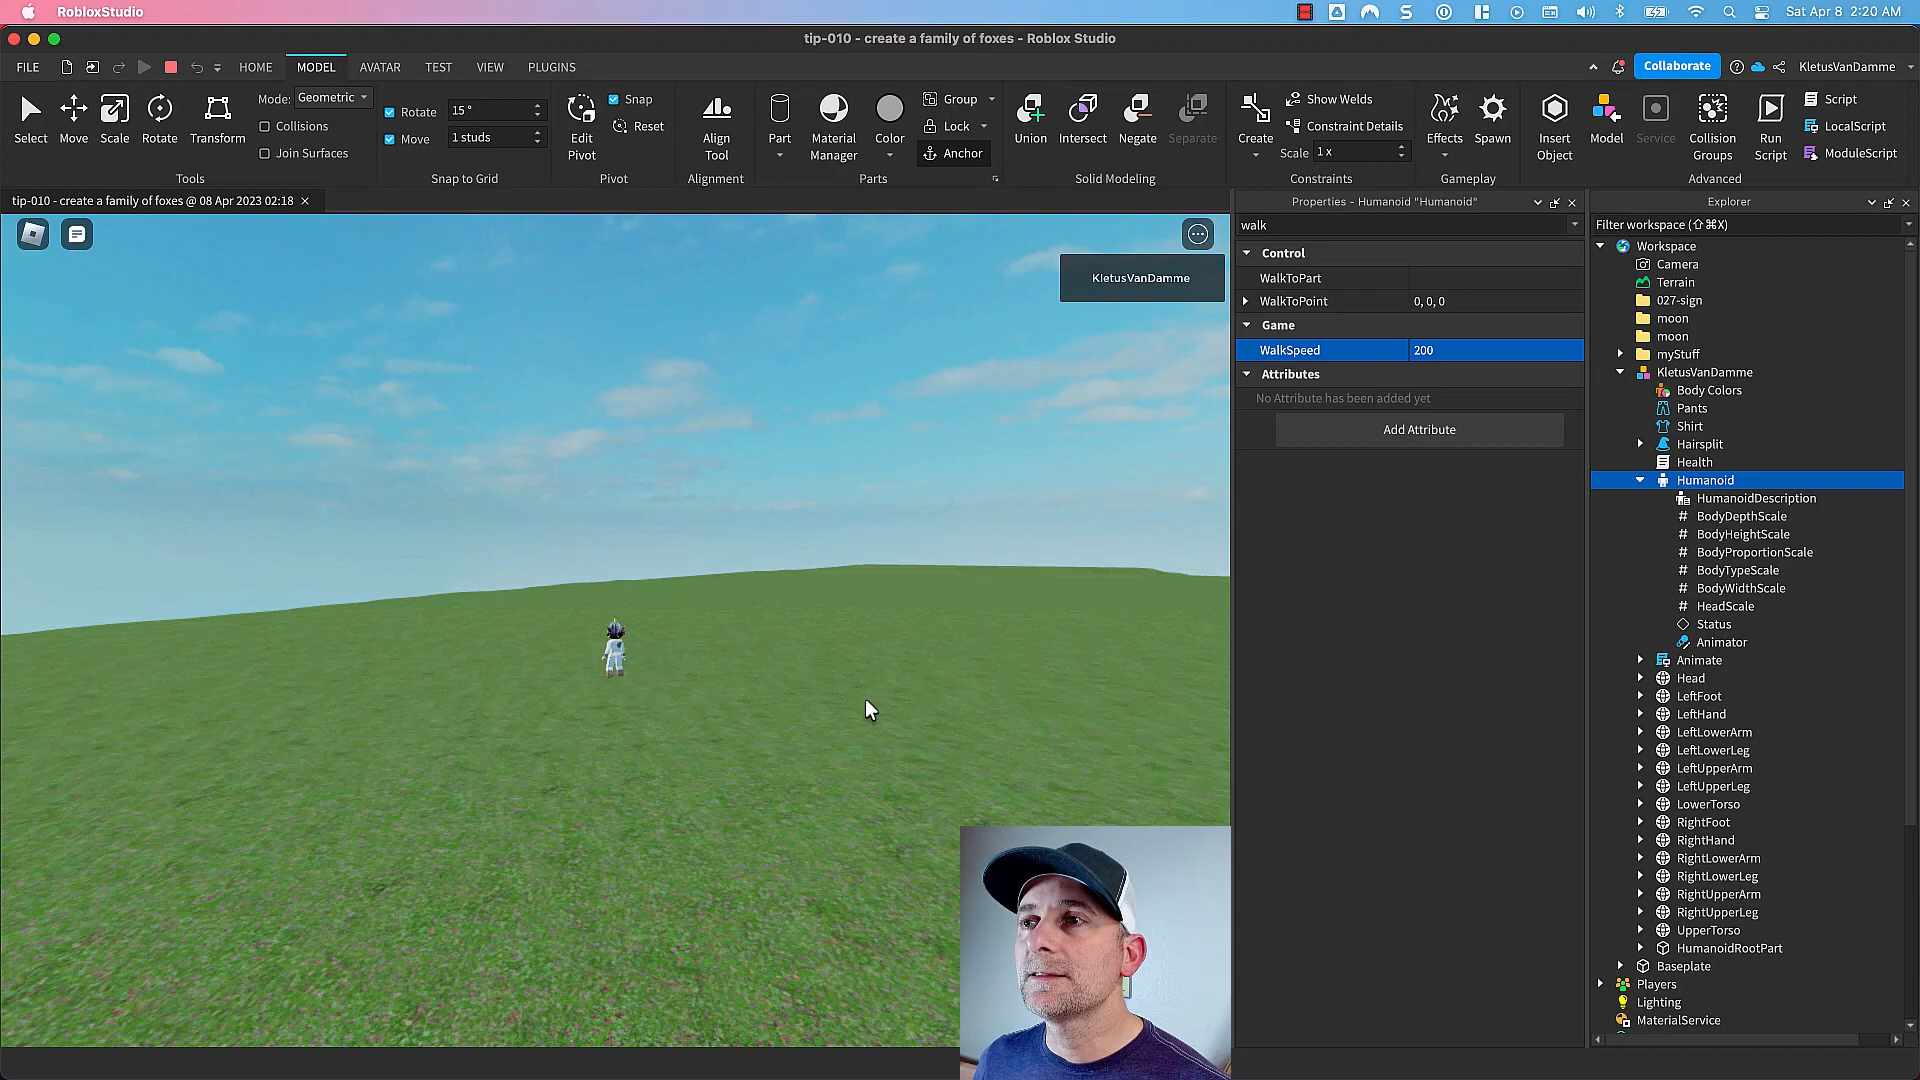 RobloxStudio
Sat Apr 8 2:20 AM
tip-010 - create a family of foxes - Roblox Studio
FILE
HOME
MODEL
AVATAR
TEST
VIEW
PLUGINS
Collaborate
KletusVanDamme
Select
Move
Scale
Rotate
Transform
Mode: Geometric
Collisions
Join Surfaces
Tools
Rotate 15 °
Move 1 studs
Snap to Grid
Edit
Pivot
Snap
Reset
Pivot
Align
Tool
Alignment
Part
Material
Manager
Color
Group
Lock
Anchor
Parts
Union
Intersect
Negate
Separate
Solid Modeling
Create
Show Welds
Constraint Details
Scale 1 x
Constraints
Effects
Spawn
Gameplay
Insert
Object
Model
Service
Collision
Groups
Run
Script
Script
LocalScript
ModuleScript
Advanced
tip-010 - create a family of foxes @ 08 Apr 2023 02:18
KletusVanDamme
Properties - Humanoid "Humanoid"
walk
Control
WalkToPart
WalkToPoint 0, 0, 0
Game
WalkSpeed 200
Attributes
No Attribute has been added yet
Add Attribute
Explorer
Filter workspace (⇧⌘X)
Workspace
Camera
Terrain
027-sign
moon
moon
myStuff
KletusVanDamme
Body Colors
Pants
Shirt
Hairsplit
Health
Humanoid
HumanoidDescription
BodyDepthScale
BodyHeightScale
BodyProportionScale
BodyTypeScale
BodyWidthScale
HeadScale
Status
Animator
Animate
Head
LeftFoot
LeftHand
LeftLowerArm
LeftLowerLeg
LeftUpperArm
LeftUpperLeg
LowerTorso
RightFoot
RightHand
RightLowerArm
RightLowerLeg
RightUpperArm
RightUpperLeg
UpperTorso
HumanoidRootPart
Baseplate
Players
Lighting
MaterialService